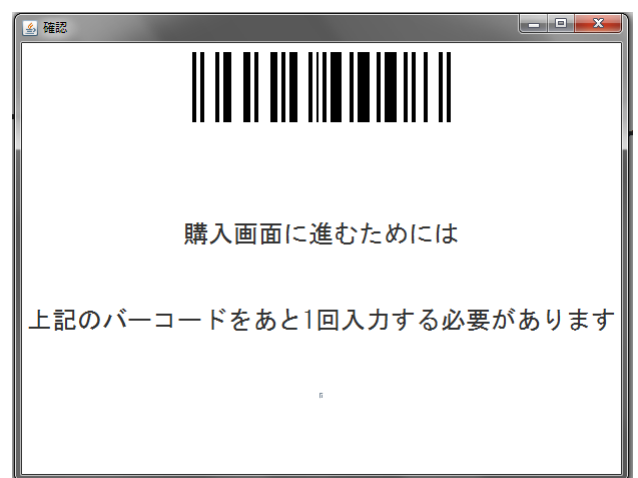 確認
購入画面に進むためには
上記のバーコードをあと1回入力する必要があります